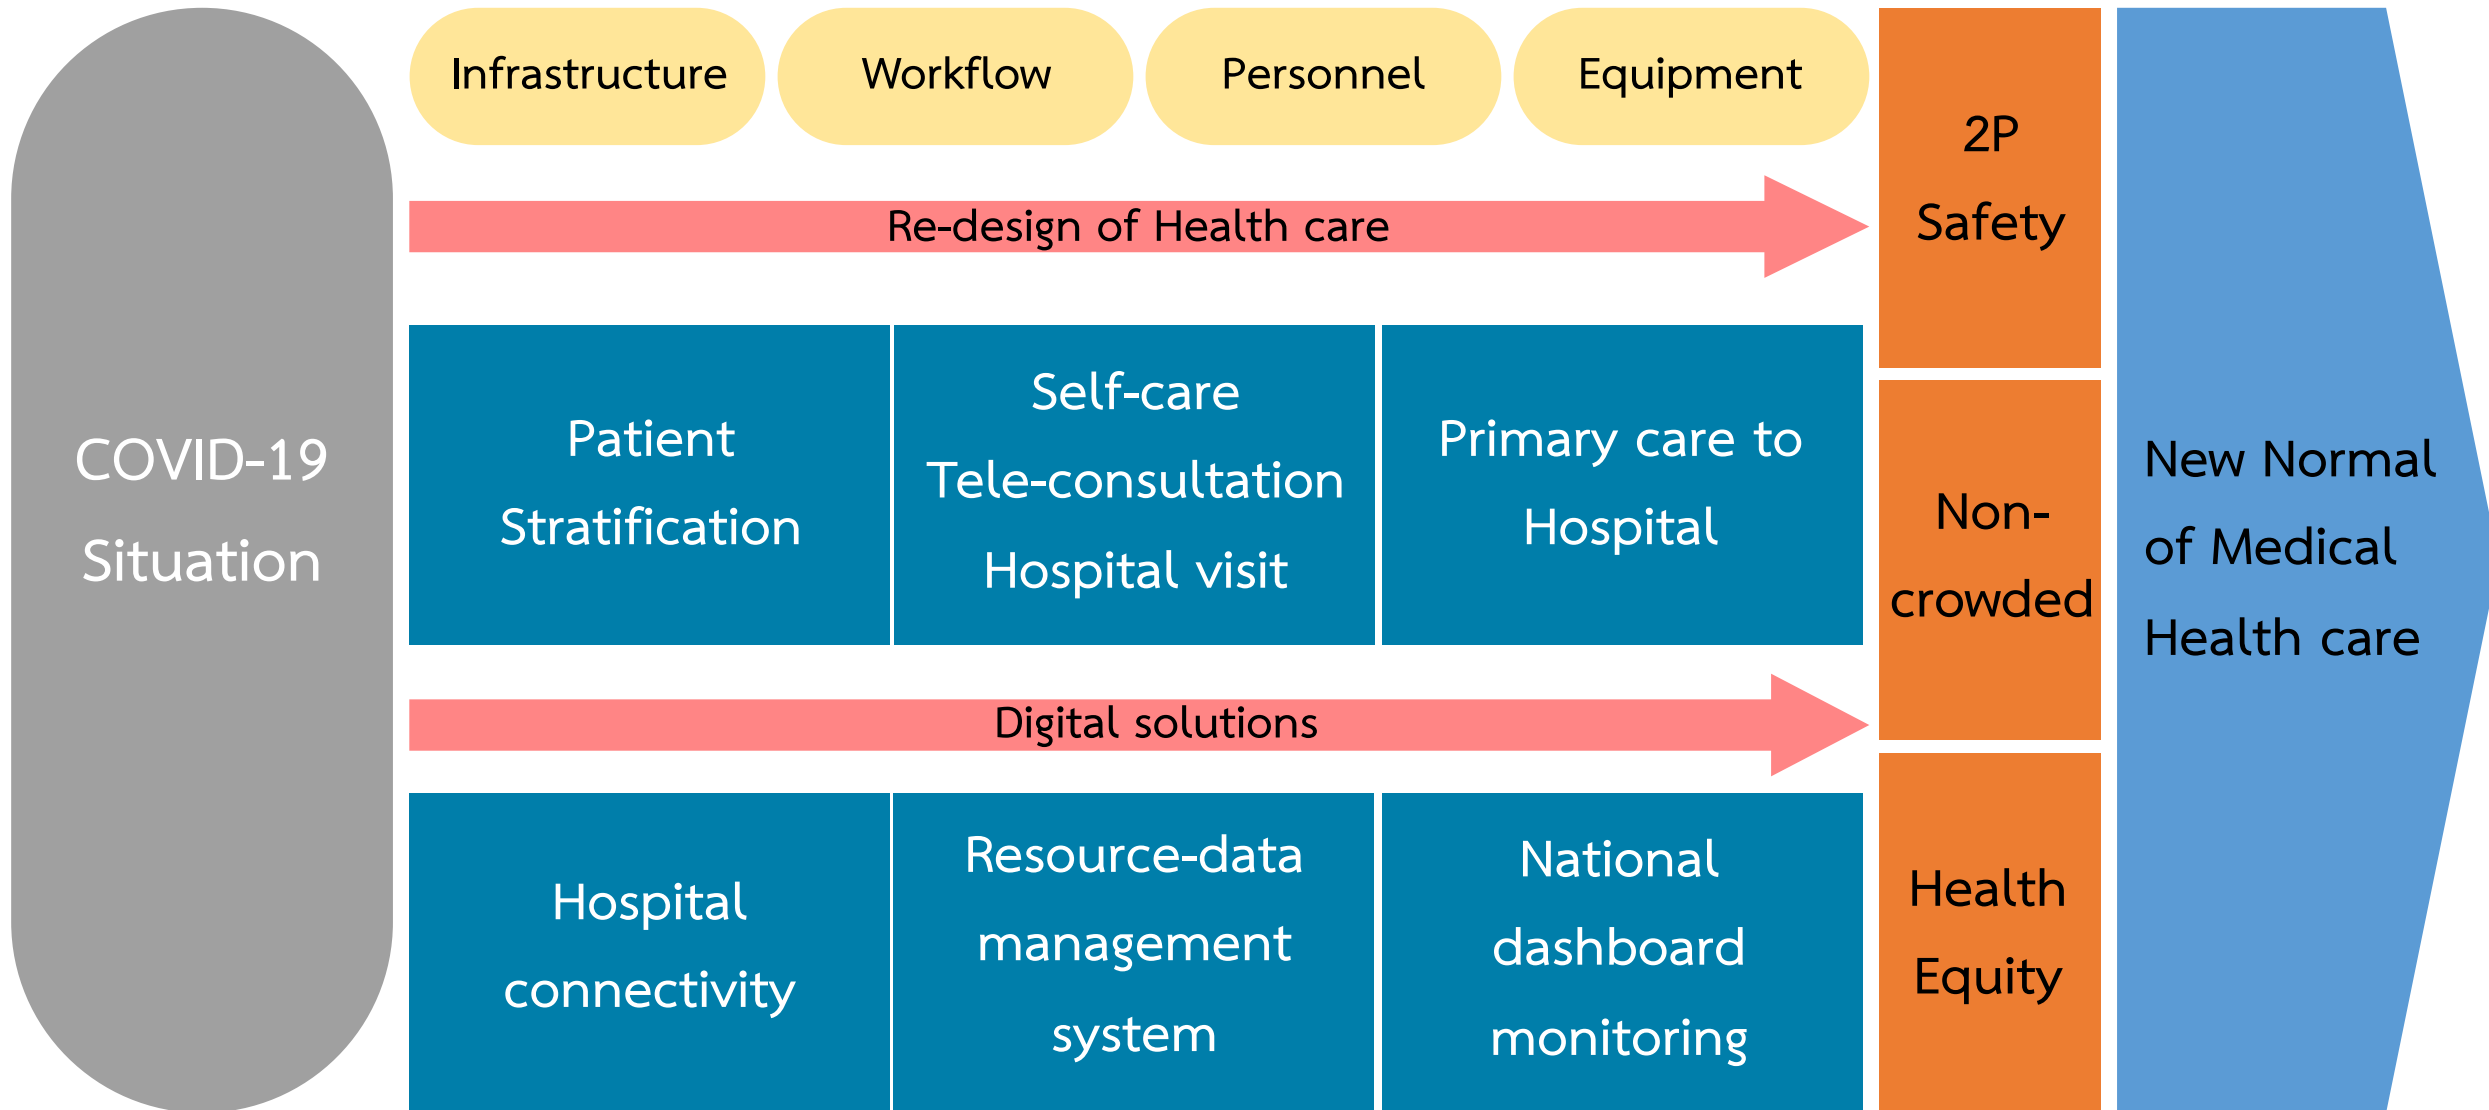 COVID-19
Situation
Infrastructure
Workflow
Personnel
Equipment
Re-design of Health care
Patient
Stratification
Self-care
Tele-consultation
Hospital visit
Primary care to
Hospital
Digital solutions
Hospital
connectivity
Resource-data
management
system
National
dashboard
monitoring
2P
Safety
Non-
crowded
Health
Equity
New Normal
of Medical
Health care